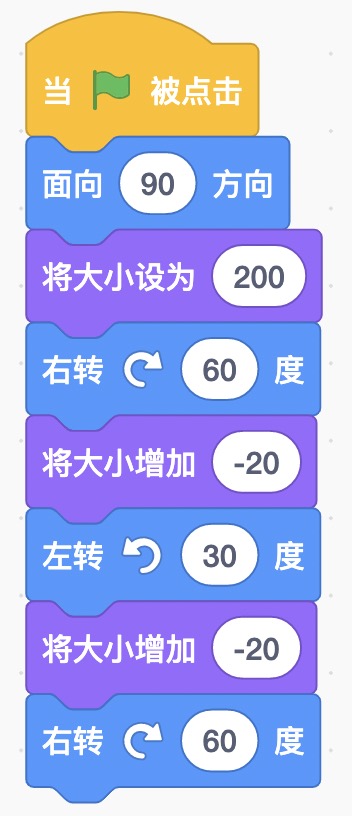 当 被点击
面向 90 方向
将大小设为 200
右转 60 度
将大小增加 -20
左转 30 度
将大小增加 -20
右转 60 度